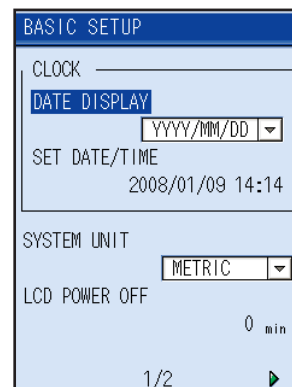 BASIC SETUP
CLOCK
DATE DISPLAY
YYYY/MM/DD
SET DATE/TIME
2008/01/09 14:14
SYSTEM UNIT
METRIC
LCD POWER OFF
0 min
1/2